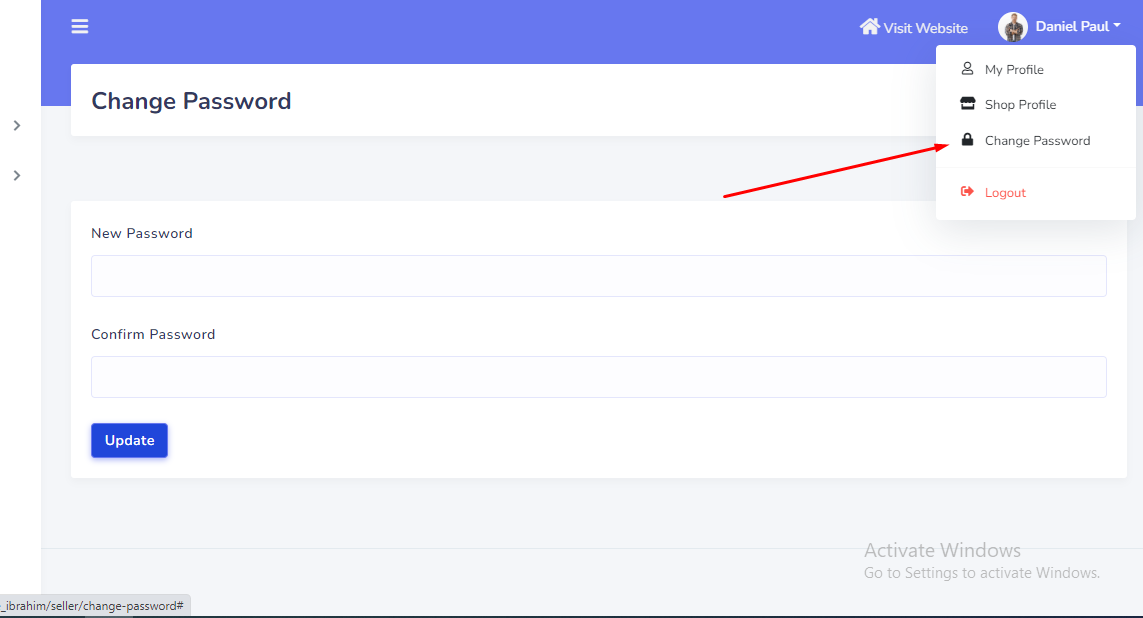 Visit Website
Daniel Paul
My Profile
Shop Profile
Change Password
Logout
Change Password
New Password
Confirm Password
Update
Activate Windows
Go to Settings to activate Windows.
_ibrahim/seller/change-password#